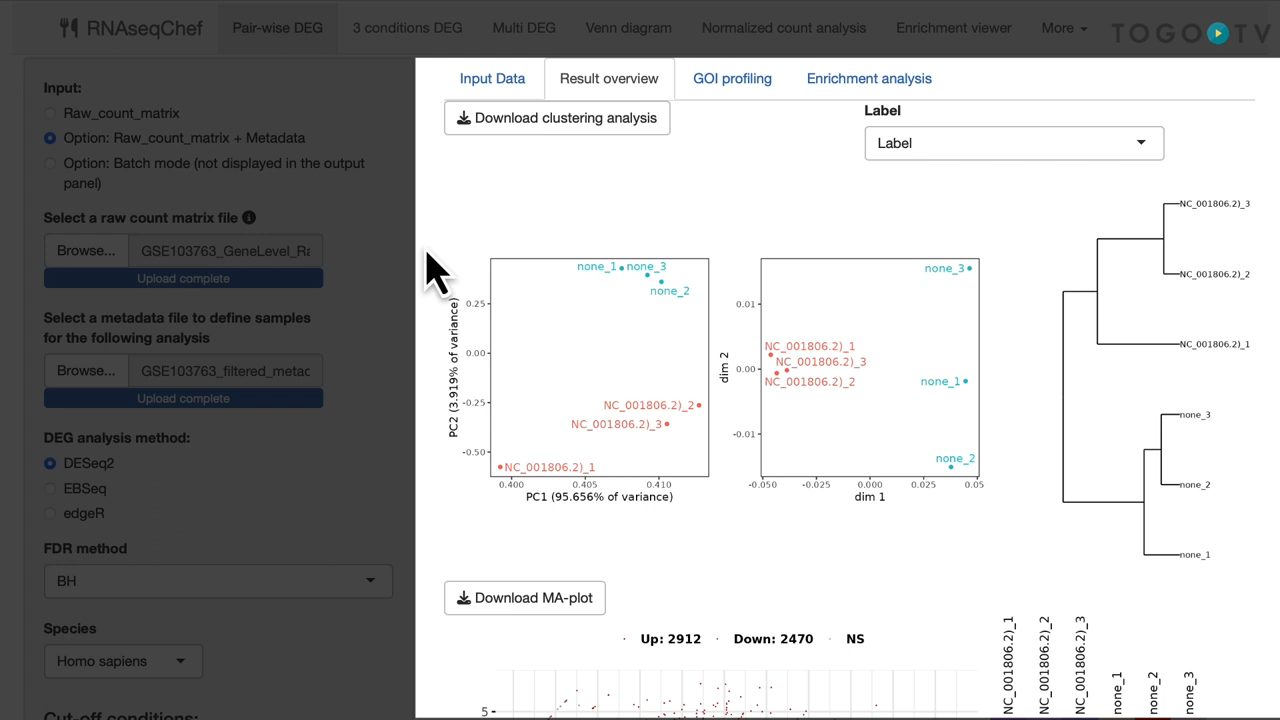 RNAseqChef
Pair-wise DEG
3 conditions DEG
Multi DEG
Venn diagram
Normalized count analysis
Enrichment viewer
More
TOGO TV
Input:
Raw_count_matrix
Option: Raw_count_matrix + Metadata
Option: Batch mode (not displayed in the output
panel)
Select a raw count matrix file
Browse...
GSE103763_GeneLevel_Ra
Upload complete
Select a metadata file to define samples
for the following analysis
Browse...
GSE103763_filtered_metac
Upload complete
DEG analysis method:
DESeq2
EBSeq
edgeR
FDR method
BH
Species
Homo sapiens
Cut-off conditions:
Input Data
Result overview
GOI profiling
Enrichment analysis
Download clustering analysis
Label
Label
none_1
none_3
none_2
NC_001806.2)_2
NC_001806.2)_3
NC_001806.2)_1
0.25
0.00
-0.25
-0.50
PC2 (3.919% of variance)
0.400
0.405
0.410
PC1 (95.656% of variance)
none_3
NC_001806.2)_1
NC_001806.2)_3
NC_001806.2)_2
none_1
none_2
0.01
0.00
-0.01
dim 2
-0.050
-0.025
0.000
0.025
0.05
dim 1
NC_001806.2)_3
NC_001806.2)_2
NC_001806.2)_1
none_3
none_2
none_1
Download MA-plot
Up: 2912
Down: 2470
NS
5
NC_001806.2)_1
NC_001806.2)_2
NC_001806.2)_3
none_1
none_2
none_3